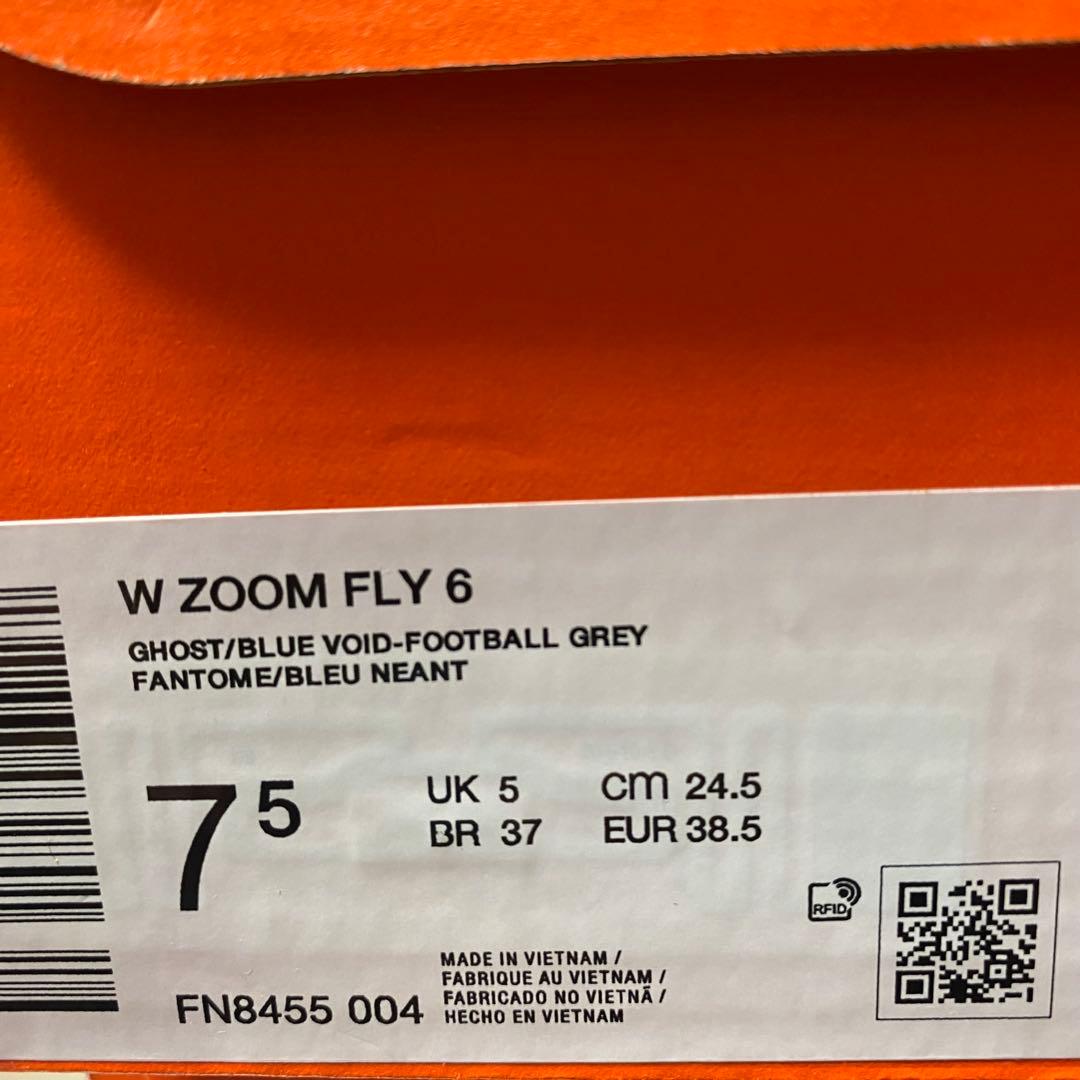 W ZOOM FLY 6
GHOST/BLUE VOID-FOOTBALL GREY
FANTOME/BLEU NEANT
7 5
UK 5 CM 24.5
BR 37 EUR 38.5
RFID
MADE IN VIETNAM /
FABRIQUE AU VIETNAM /
FABRICADO NO VIETNÃ /
HECHO EN VIETNAM
FN8455 004